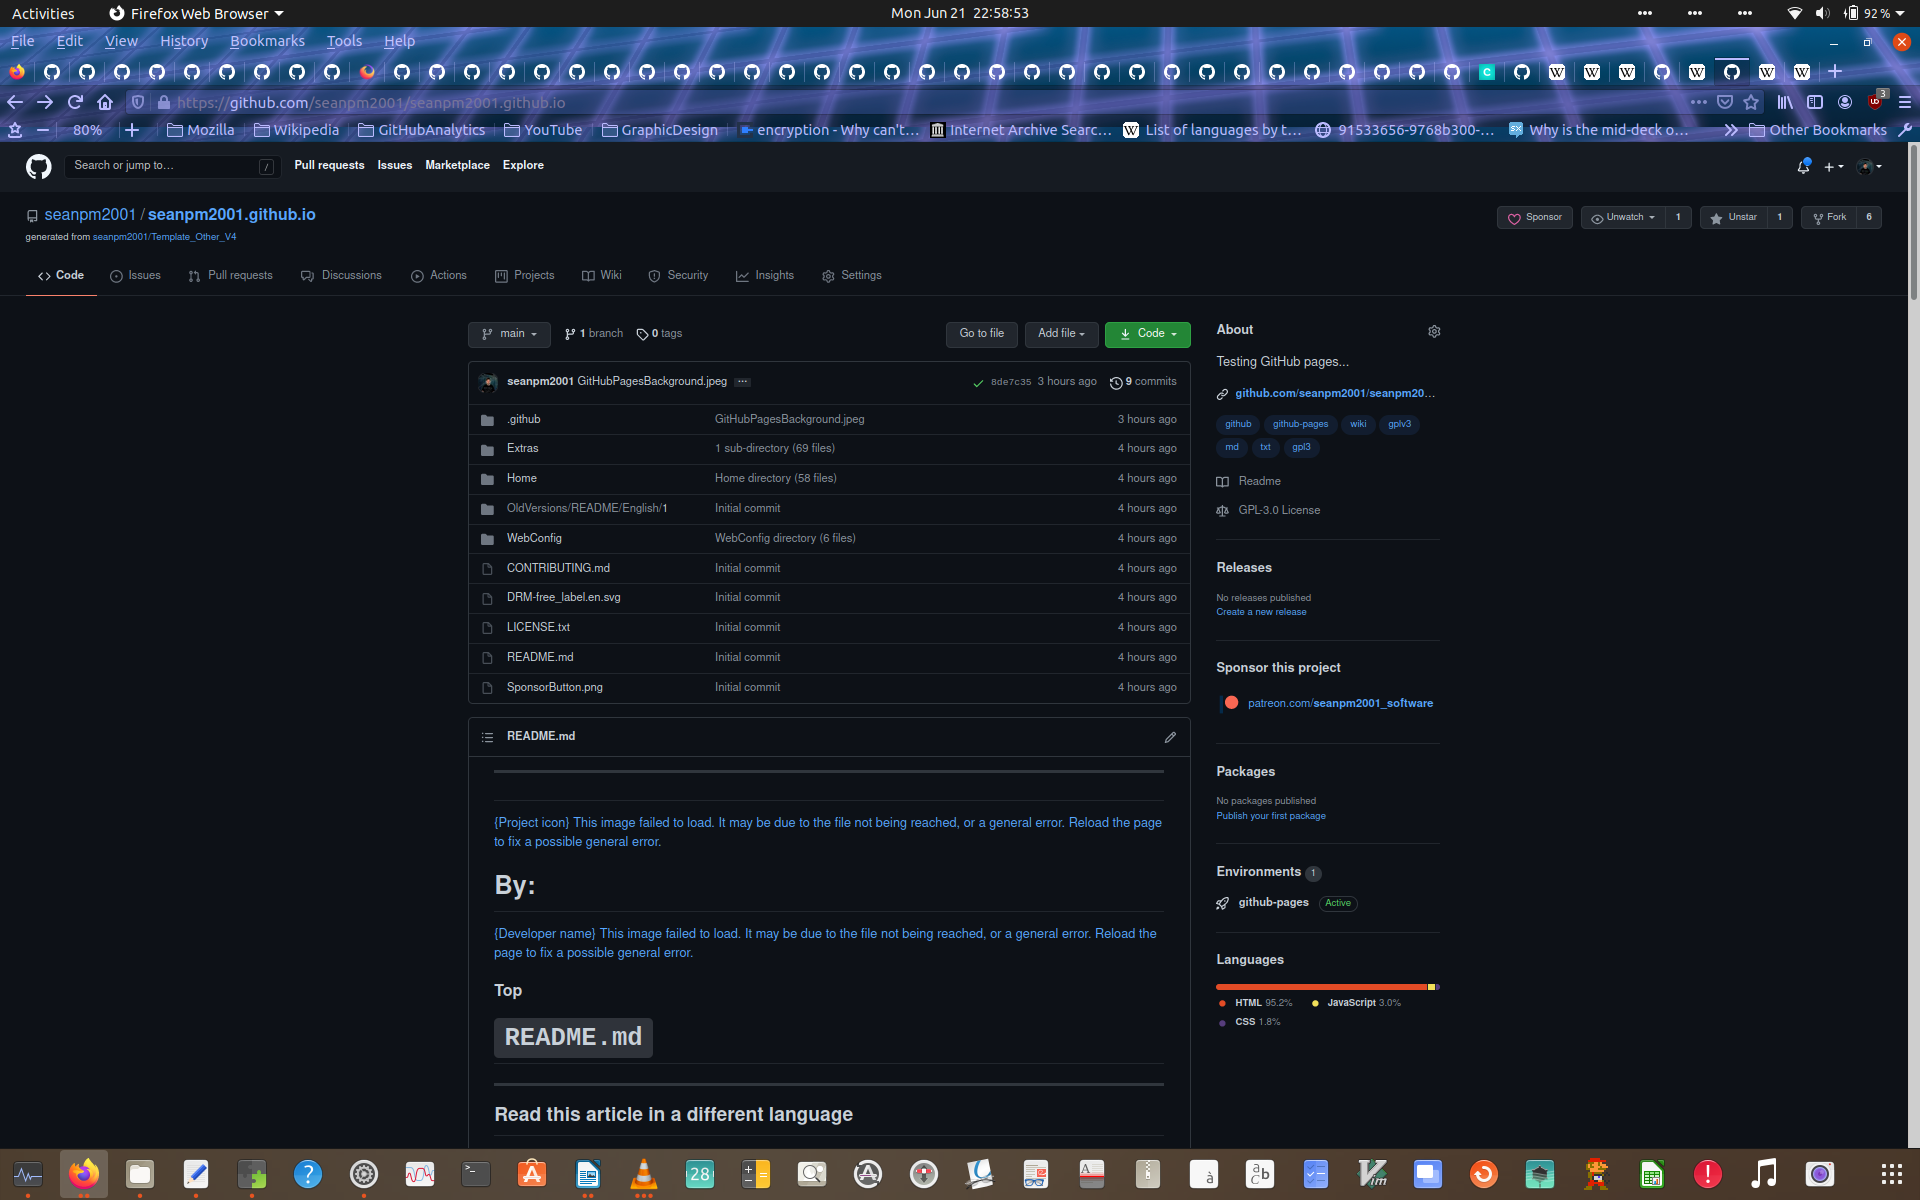 Activities
Firefox Web Browser
Mon Jun 21 22:58:53
92 %
File Edit View History Bookmarks Tools Help
https://github.com/seanpm2001/seanpm2001.github.io
3
80%
Mozilla
Wikipedia
GitHubAnalytics
YouTube
GraphicDesign
encryption - Why can't…
Internet Archive Searc…
List of languages by t…
91533656-9768b300-…
Why is the mid-deck o…
Other Bookmarks
Search or jump to…
/
Pull requests Issues Marketplace Explore
seanpm2001 / seanpm2001.github.io
generated from seanpm2001/Template_Other_V4
Sponsor
Unwatch 1
Unstar 1
Fork 6
Code
Issues
Pull requests
Discussions
Actions
Projects
Wiki
Security
Insights
Settings
main
1 branch
0 tags
Go to file
Add file
Code
seanpm2001 GitHubPagesBackground.jpeg ...
8de7c35 3 hours ago
9 commits
.github GitHubPagesBackground.jpeg 3 hours ago
Extras 1 sub-directory (69 files) 4 hours ago
Home Home directory (58 files) 4 hours ago
OldVersions/README/English/1 Initial commit 4 hours ago
WebConfig WebConfig directory (6 files) 4 hours ago
CONTRIBUTING.md Initial commit 4 hours ago
DRM-free_label.en.svg Initial commit 4 hours ago
LICENSE.txt Initial commit 4 hours ago
README.md Initial commit 4 hours ago
SponsorButton.png Initial commit 4 hours ago
README.md
{Project icon} This image failed to load. It may be due to the file not being reached, or a general error. Reload the page
to fix a possible general error.
By:
{Developer name} This image failed to load. It may be due to the file not being reached, or a general error. Reload the
page to fix a possible general error.
Top
README.md
Read this article in a different language
About
Testing GitHub pages...
github.com/seanpm2001/seanpm20…
github github-pages wiki gplv3
md txt gpl3
Readme
GPL-3.0 License
Releases
No releases published
Create a new release
Sponsor this project
patreon.com/seanpm2001_software
Packages
No packages published
Publish your first package
Environments 1
github-pages Active
Languages
HTML 95.2% JavaScript 3.0%
CSS 1.8%
28